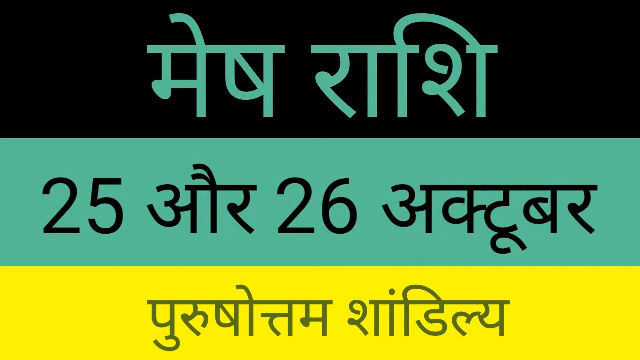 मेष राशि
25 और 26 अक्टूबर
पुरुषोत्तम शांडिल्य